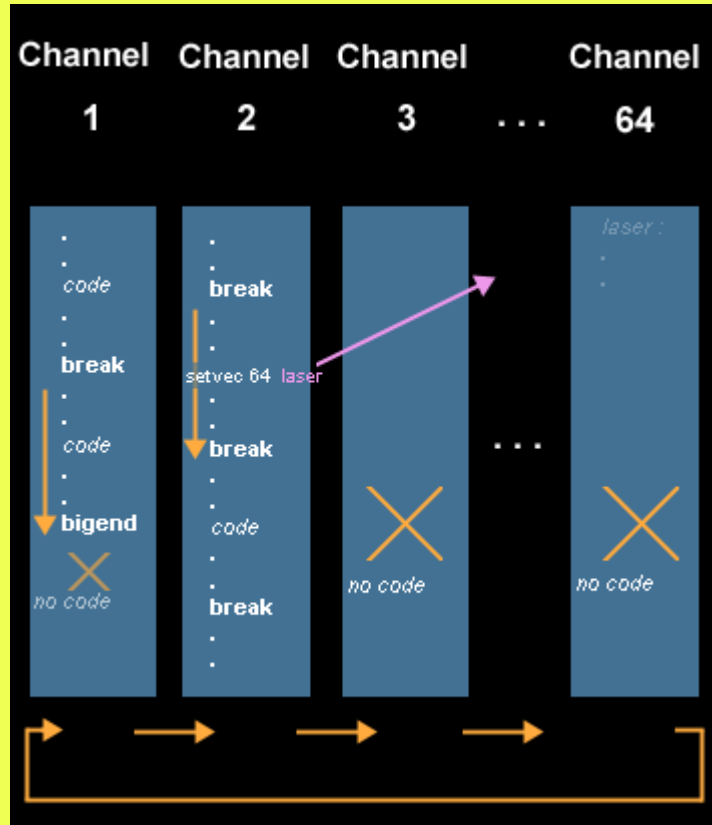 Channel Channel Channel Channel
1 2 3 . . . 64
.
.
code
.
.
break
.
.
code
.
.
bigend
no code
.
.
break
.
.
setvec 64 laser
.
.
break
.
.
code
.
.
break
.
.
no code
. . .
laser :
.
.
no code